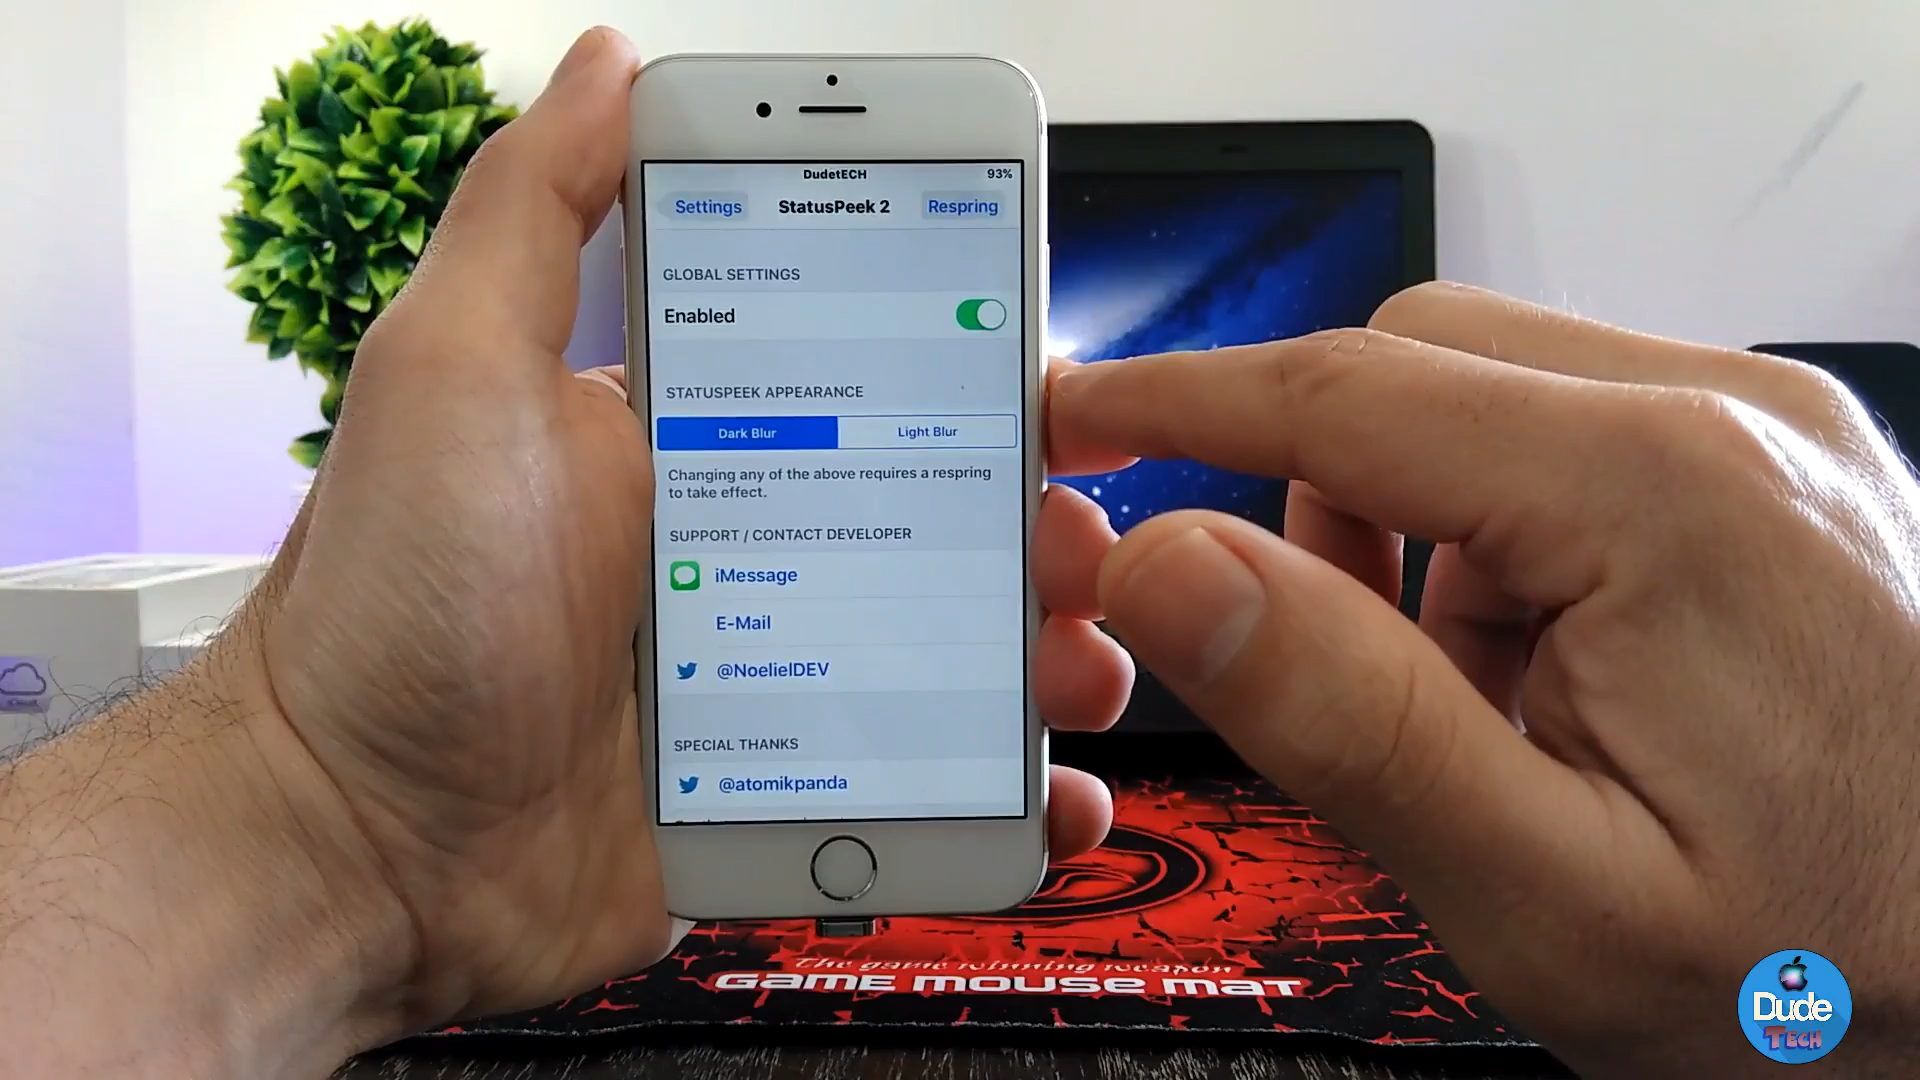 DudetECH
93%
Settings
StatusPeek 2
Respring
GLOBAL SETTINGS
Enabled
STATUSPEEK APPEARANCE
Dark Blur
Light Blur
Changing any of the above requires a respring
to take effect.
SUPPORT / CONTACT DEVELOPER
iMessage
E-Mail
@NoelielDEV
SPECIAL THANKS
@atomikpanda
The game winning weapon
GAME MOUSE MAT
Dude
TECH